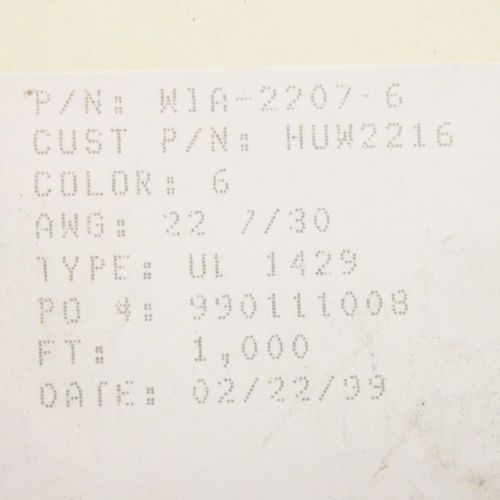 P/N: WIA-2207-6
CUST P/N: HUW2216
COLOR: 6
AWG: 22 7/30
TYPE: UL 1429
PO #: 990111008
FT: 1,000
DATE: 02/22/99